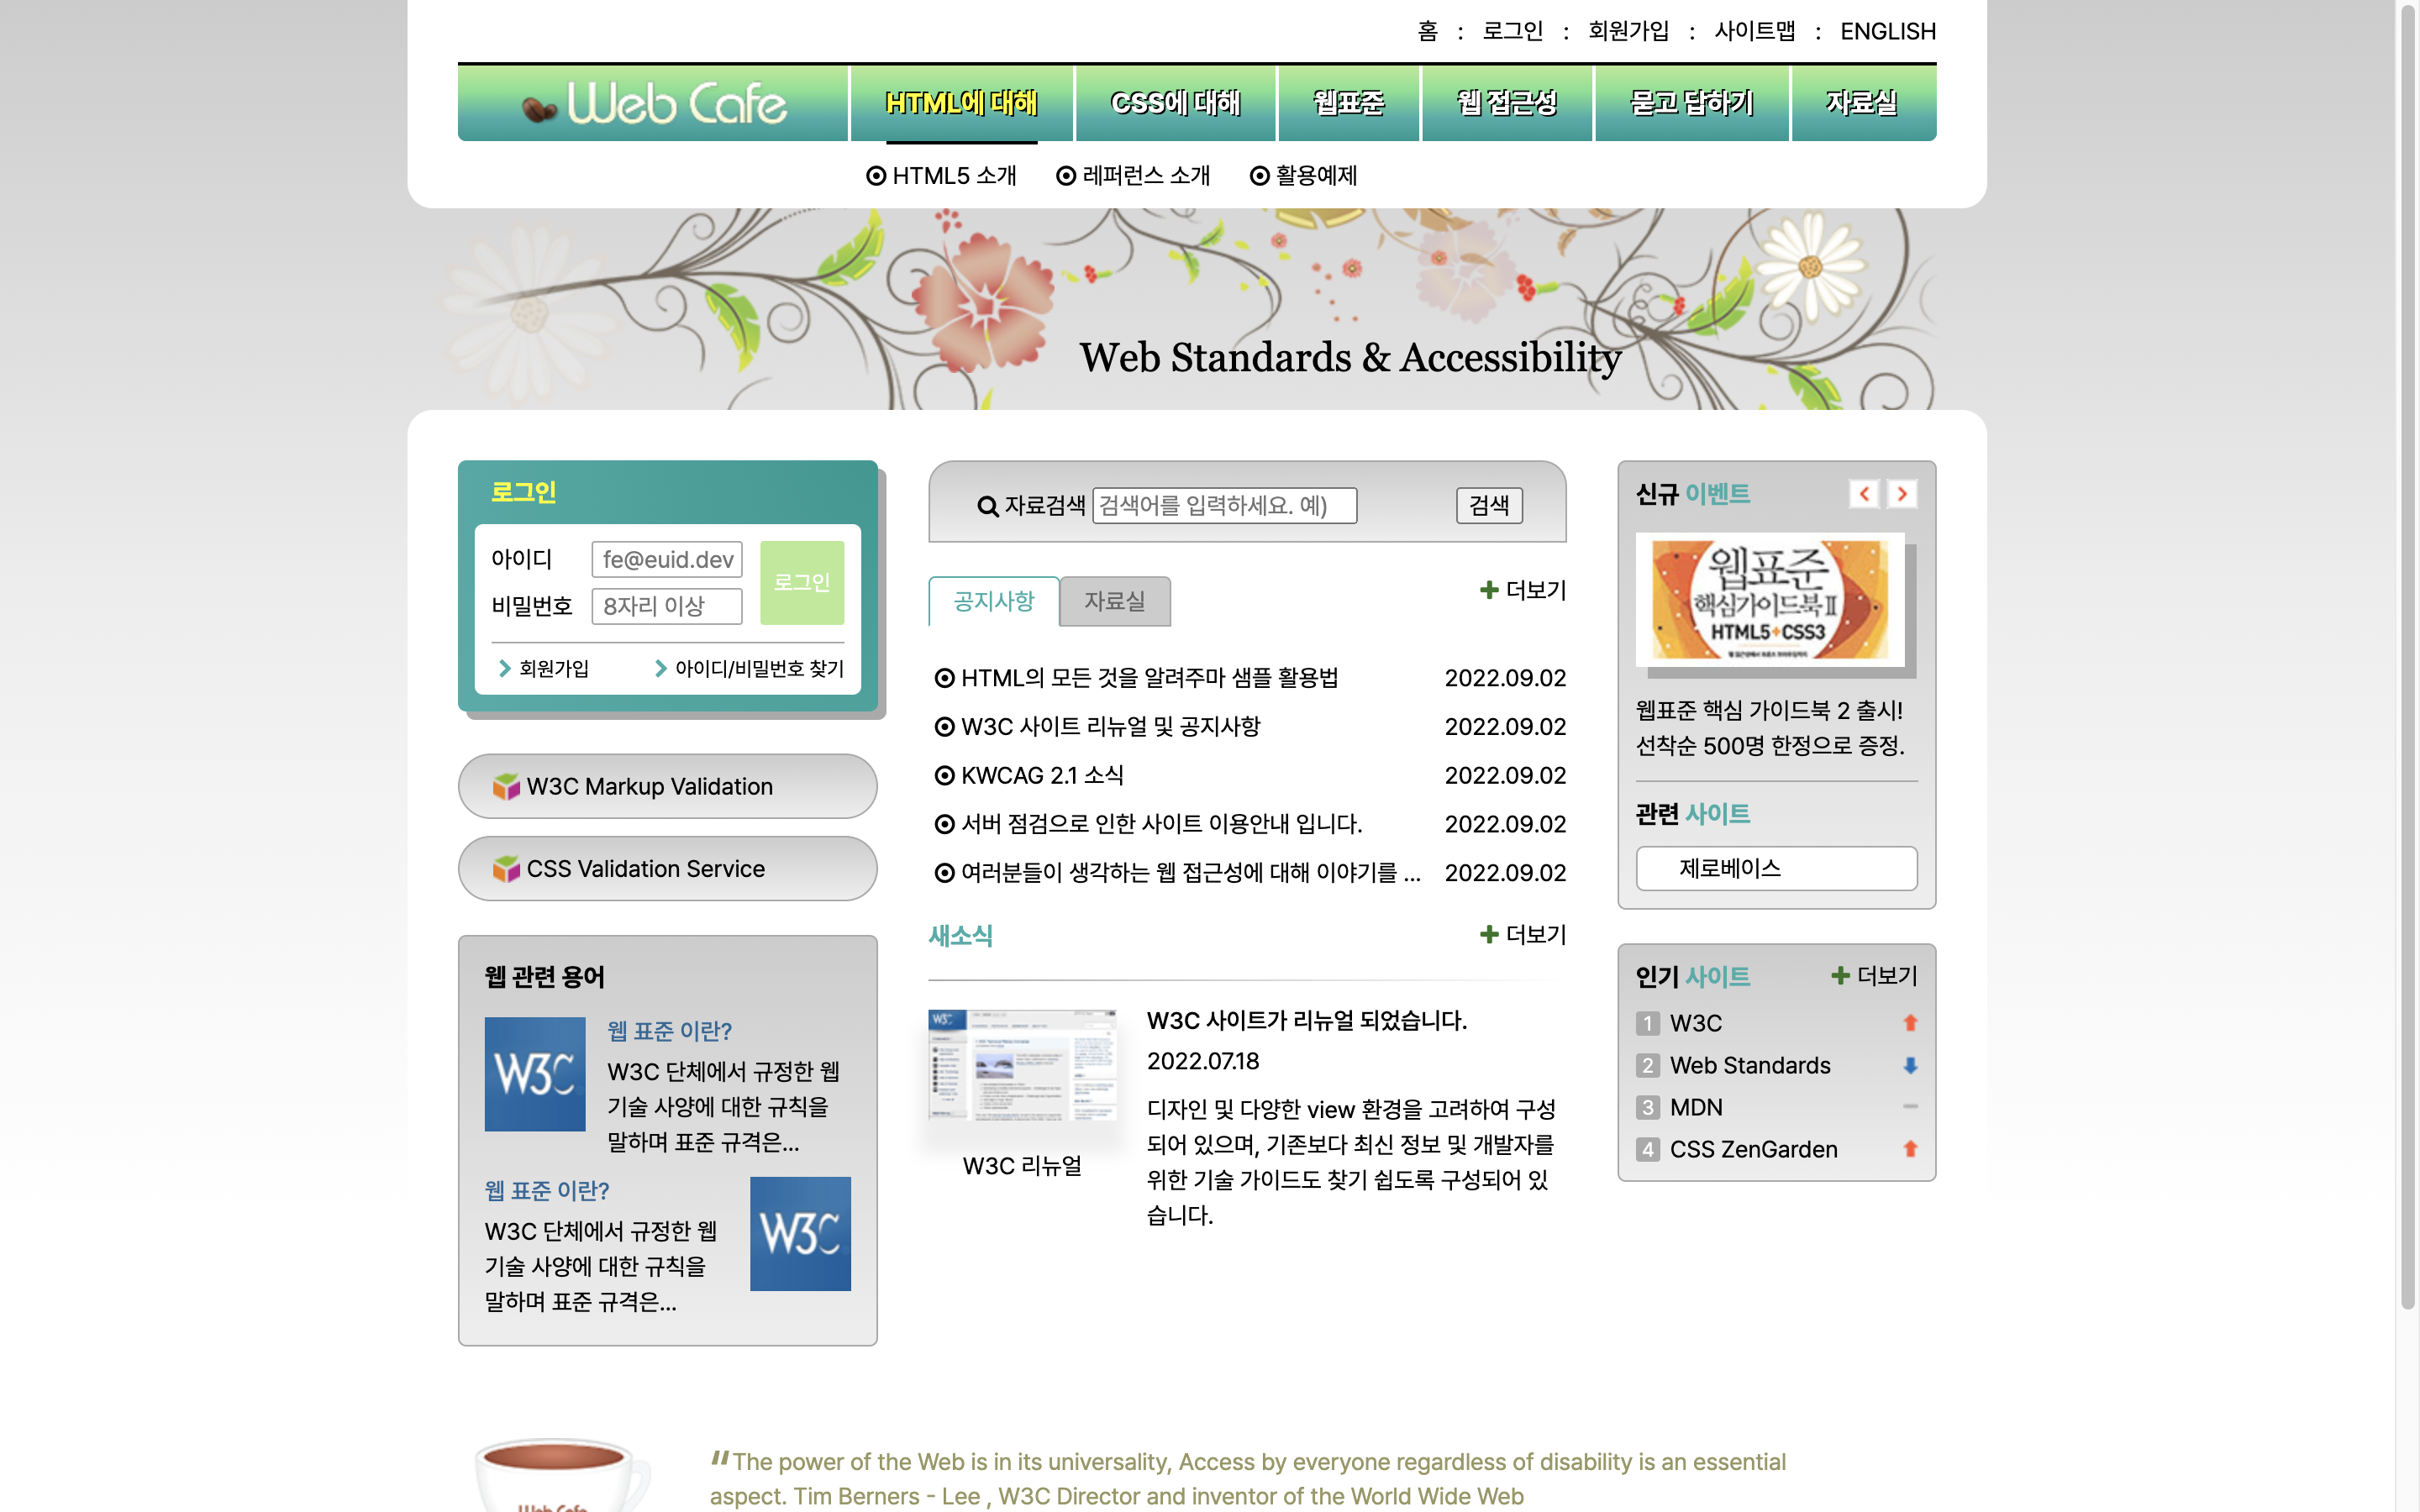 홈 : 로그인 : 회원가입 : 사이트맵 : ENGLISH
Web Cafe
HTML에 대해
CSS에 대해
웹표준
웹 접근성
묻고 답하기
자료실
HTML5 소개
레퍼런스 소개
활용예제
Web Standards & Accessibility
로그인
아이디 fe@euid.dev
비밀번호 8자리 이상
로그인
회원가입
아이디/비밀번호 찾기
W3C Markup Validation
CSS Validation Service
웹 관련 용어
W3C
웹 표준 이란?
W3C 단체에서 규정한 웹
기술 사양에 대한 규칙을
말하며 표준 규격은...
웹 표준 이란?
W3C 단체에서 규정한 웹
기술 사양에 대한 규칙을
말하며 표준 규격은...
W3C
자료검색 검색어를 입력하세요. 예) 검색
공지사항
자료실
더보기
HTML의 모든 것을 알려주마 샘플 활용법 2022.09.02
W3C 사이트 리뉴얼 및 공지사항 2022.09.02
KWCAG 2.1 소식 2022.09.02
서버 점검으로 인한 사이트 이용안내 입니다. 2022.09.02
여러분들이 생각하는 웹 접근성에 대해 이야기를 ... 2022.09.02
새소식
더보기
W3C
W3C 리뉴얼
W3C 사이트가 리뉴얼 되었습니다.
2022.07.18
디자인 및 다양한 view 환경을 고려하여 구성
되어 있으며, 기존보다 최신 정보 및 개발자를
위한 기술 가이드도 찾기 쉽도록 구성되어 있
습니다.
신규 이벤트
웹표준
핵심가이드북 II
HTML5+CSS3
웹표준 핵심 가이드북 2 출시!
선착순 500명 한정으로 증정.
관련 사이트
제로베이스
인기 사이트
더보기
1 W3C
2 Web Standards
3 MDN
4 CSS ZenGarden
Web Cafe
"The power of the Web is in its universality, Access by everyone regardless of disability is an essential
aspect. Tim Berners - Lee , W3C Director and inventor of the World Wide Web